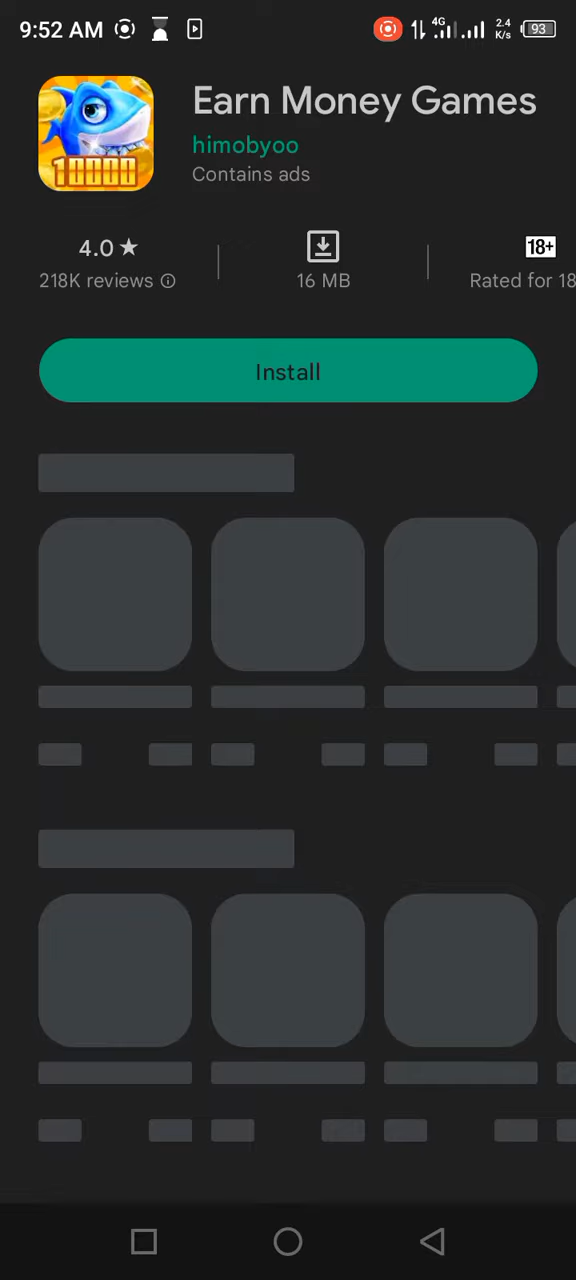 9:52 AM 4G 2.4 K/s 93
10000
Earn Money Games
himobyoo
Contains ads
4.0★
218K reviews
16 MB
18+
Rated for 18
Install